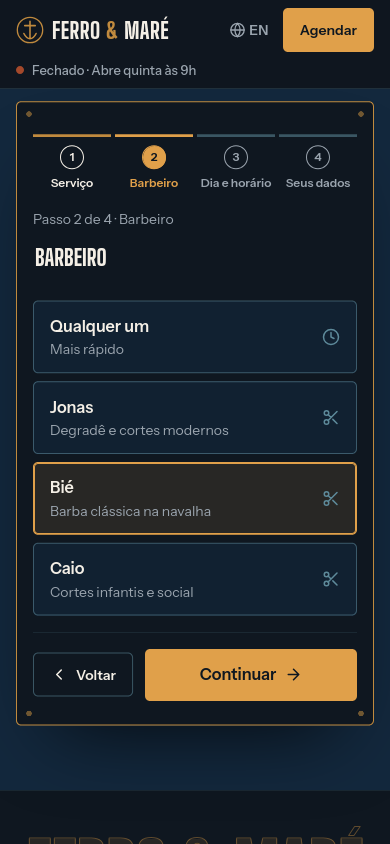 FERRO & MARÉ
EN
Agendar
Fechado · Abre quinta às 9h
1
2
3
4
Serviço
Barbeiro
Dia e horário
Seus dados
Passo 2 de 4 · Barbeiro
BARBEIRO
Qualquer um
Mais rápido
Jonas
Degradê e cortes modernos
Bié
Barba clássica na navalha
Caio
Cortes infantis e social
Voltar
Continuar
FERRO & MARÉ